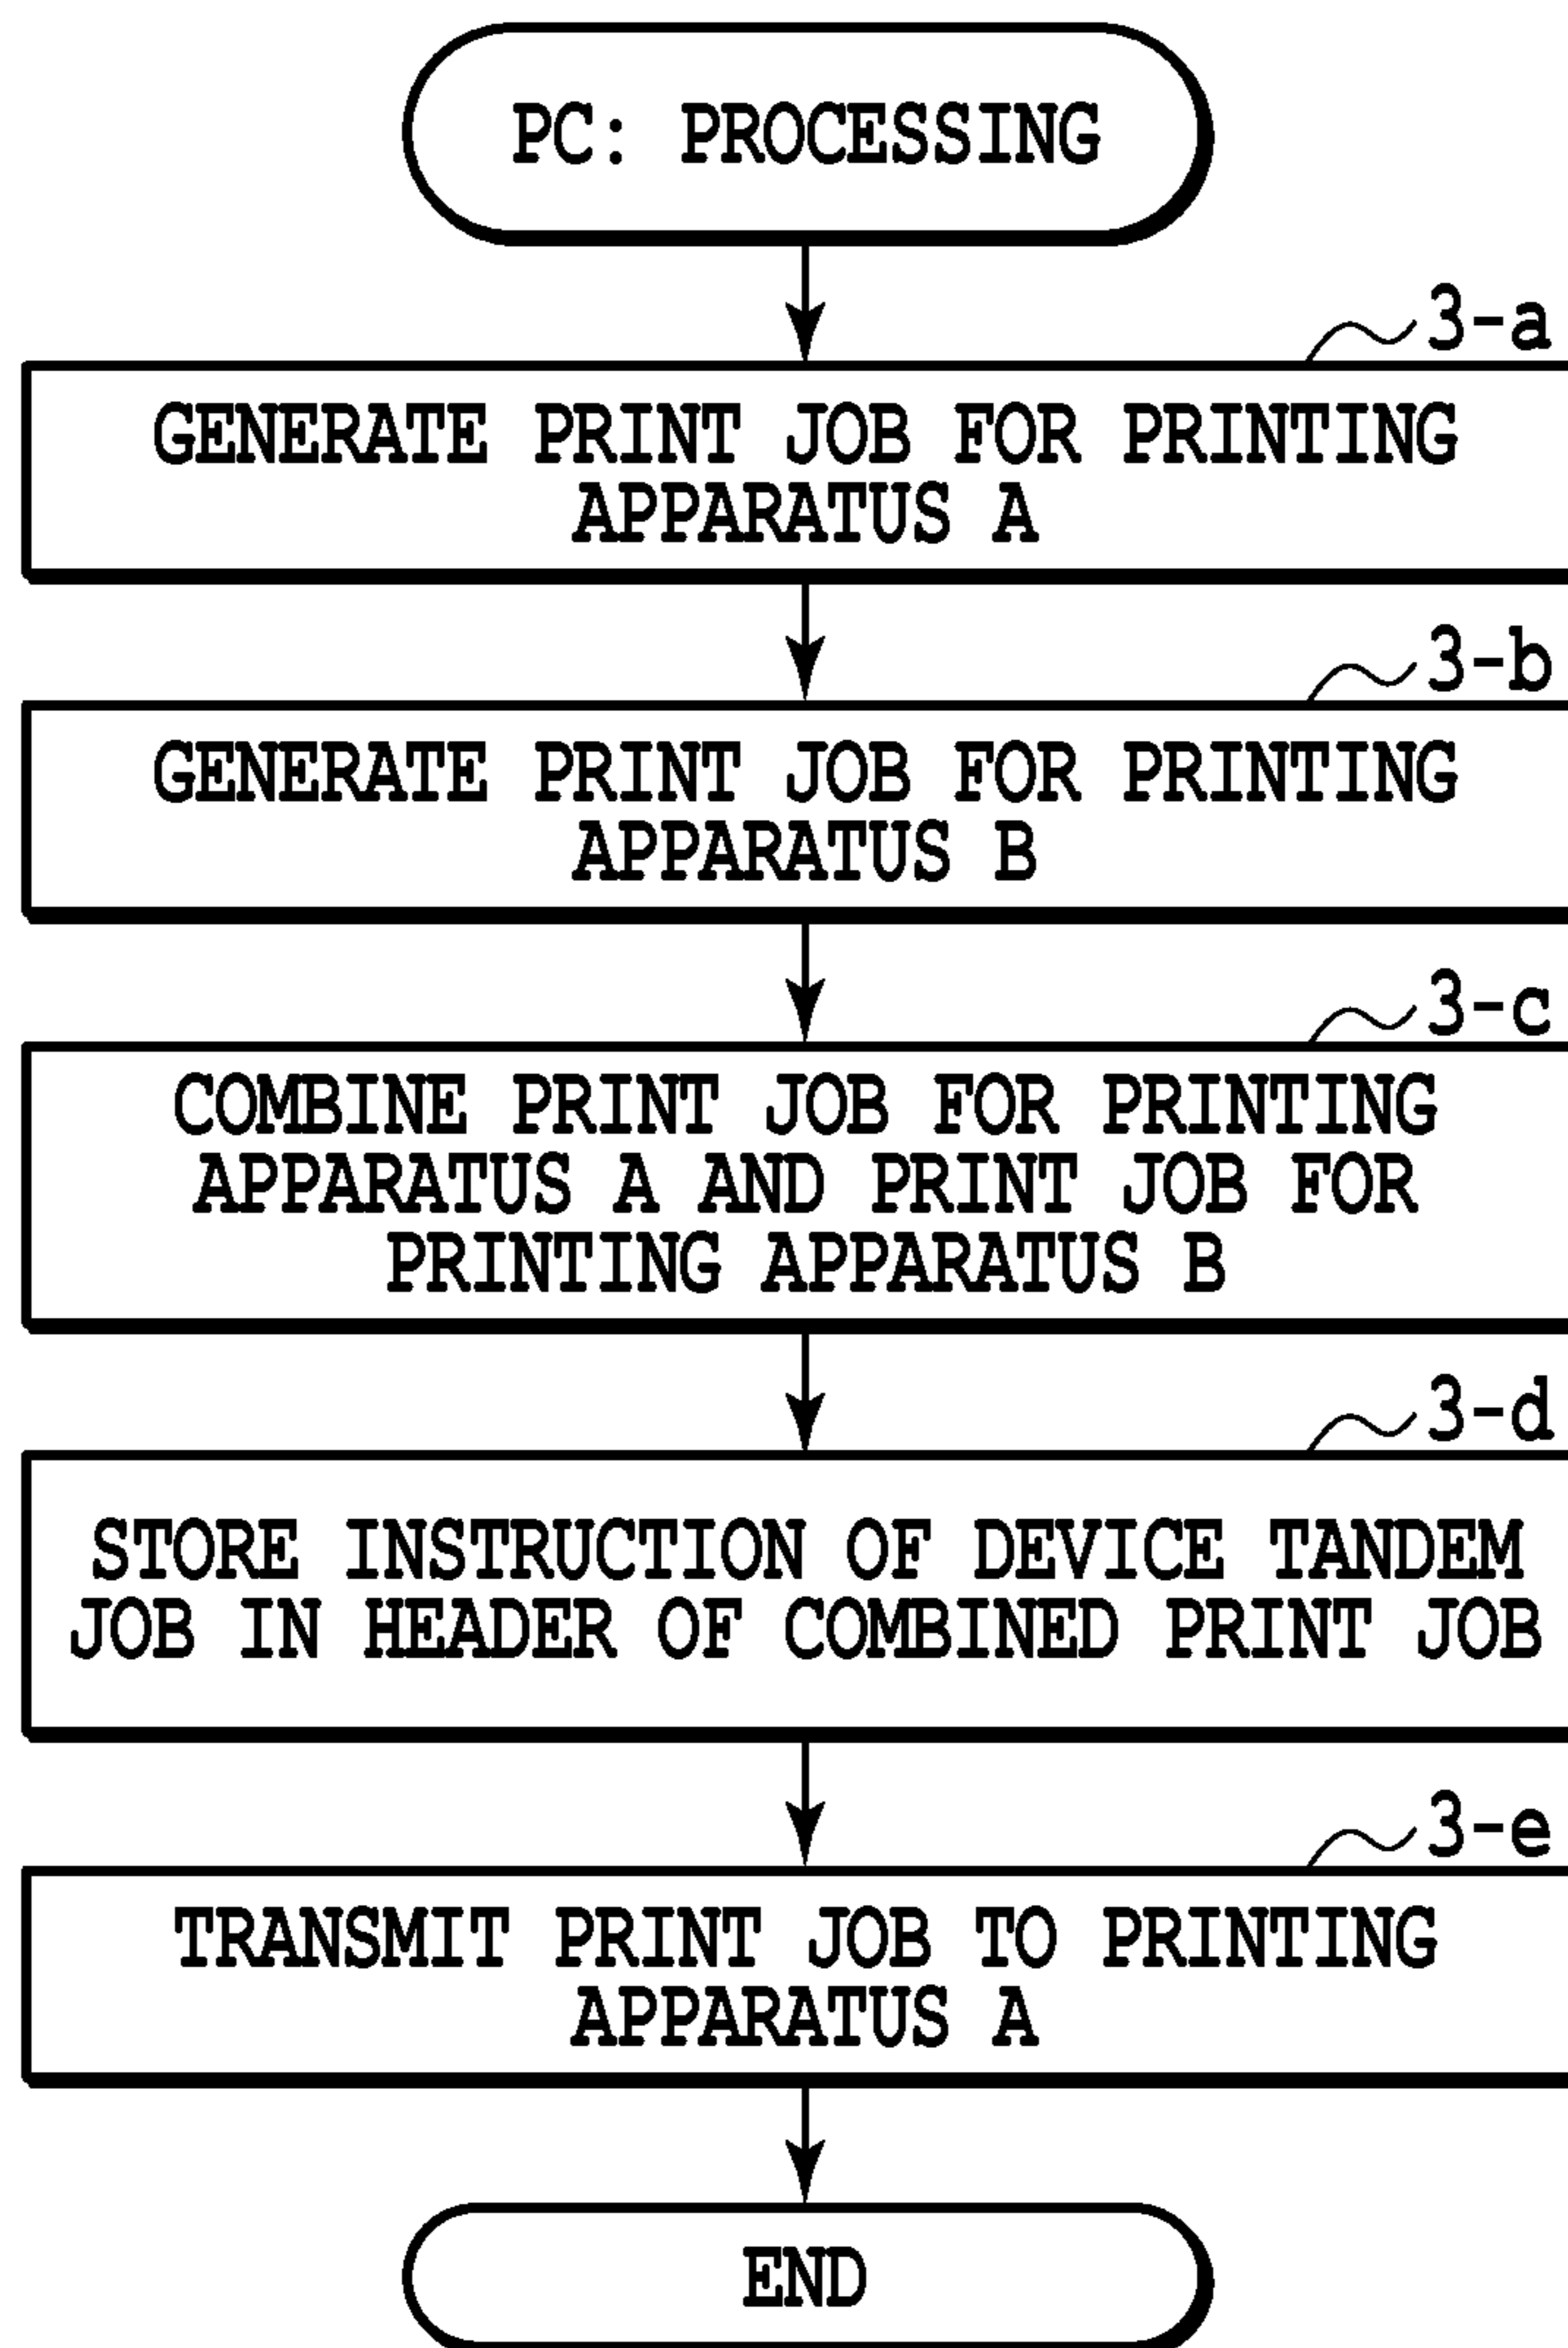 PC: PROCESSING
3-a
GENERATE PRINT JOB FOR PRINTING
APPARATUS A
3-b
GENERATE PRINT JOB FOR PRINTING
APPARATUS B
3-c
COMBINE PRINT JOB FOR PRINTING
APPARATUS A AND PRINT JOB FOR
PRINTING APPARATUS B
3-d
STORE INSTRUCTION OF DEVICE TANDEM
JOB IN HEADER OF COMBINED PRINT JOB
3-e
TRANSMIT PRINT JOB TO PRINTING
APPARATUS A
END